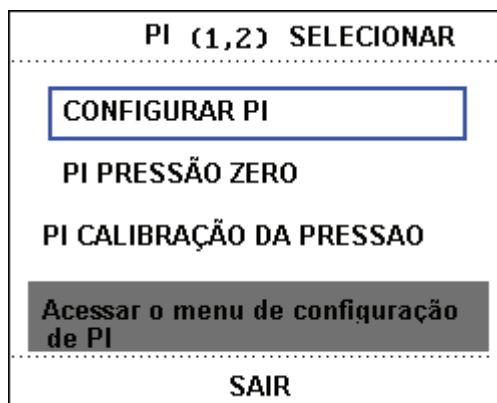 PI (1,2) SELECIONAR
CONFIGURAR PI
PI PRESSÃO ZERO
PI CALIBRAÇÃO DA PRESSAO
Acessar o menu de configuração
de PI
SAIR